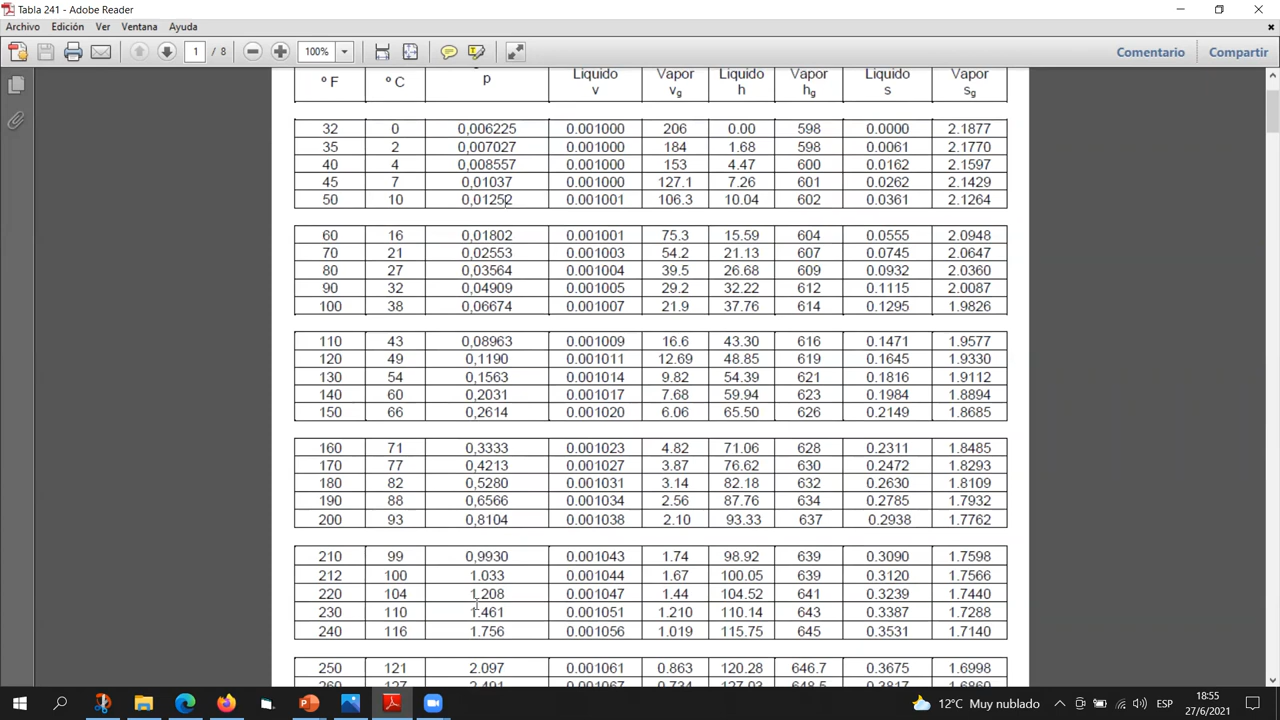 Tabla 241 - Adobe Reader
Archivo Edición Ver Ventana Ayuda
1 / 8 100% Comentario Compartir
Liquido Vapor Liquido Vapor Liquido Vapor
º F º C p v vg h hg s sg
32 0 0,006225 0.001000 206 0.00 598 0.0000 2.1877
35 2 0,007027 0.001000 184 1.68 598 0.0061 2.1770
40 4 0,008557 0.001000 153 4.47 600 0.0162 2.1597
45 7 0,01037 0.001000 127.1 7.26 601 0.0262 2.1429
50 10 0,01252 0.001001 106.3 10.04 602 0.0361 2.1264
60 16 0,01802 0.001001 75.3 15.59 604 0.0555 2.0948
70 21 0,02553 0.001003 54.2 21.13 607 0.0745 2.0647
80 27 0,03564 0.001004 39.5 26.68 609 0.0932 2.0360
90 32 0,04909 0.001005 29.2 32.22 612 0.1115 2.0087
100 38 0,06674 0.001007 21.9 37.76 614 0.1295 1.9826
110 43 0,08963 0.001009 16.6 43.30 616 0.1471 1.9577
120 49 0,1190 0.001011 12.69 48.85 619 0.1645 1.9330
130 54 0,1563 0.001014 9.82 54.39 621 0.1816 1.9112
140 60 0,2031 0.001017 7.68 59.94 623 0.1984 1.8894
150 66 0,2614 0.001020 6.06 65.50 626 0.2149 1.8685
160 71 0,3333 0.001023 4.82 71.06 628 0.2311 1.8485
170 77 0,4213 0.001027 3.87 76.62 630 0.2472 1.8293
180 82 0,5280 0.001031 3.14 82.18 632 0.2630 1.8109
190 88 0,6566 0.001034 2.56 87.76 634 0.2785 1.7932
200 93 0,8104 0.001038 2.10 93.33 637 0.2938 1.7762
210 99 0,9930 0.001043 1.74 98.92 639 0.3090 1.7598
212 100 1.033 0.001044 1.67 100.05 639 0.3120 1.7566
220 104 1.208 0.001047 1.44 104.52 641 0.3239 1.7440
230 110 1.461 0.001051 1.210 110.14 643 0.3387 1.7288
240 116 1.756 0.001056 1.019 115.75 645 0.3531 1.7140
250 121 2.097 0.001061 0.863 120.28 646.7 0.3675 1.6998
260 127 2.491 0.001067 0.734 127.03 648.5 0.3817 1.6860
12°C Muy nublado ESP 18:55
27/6/2021